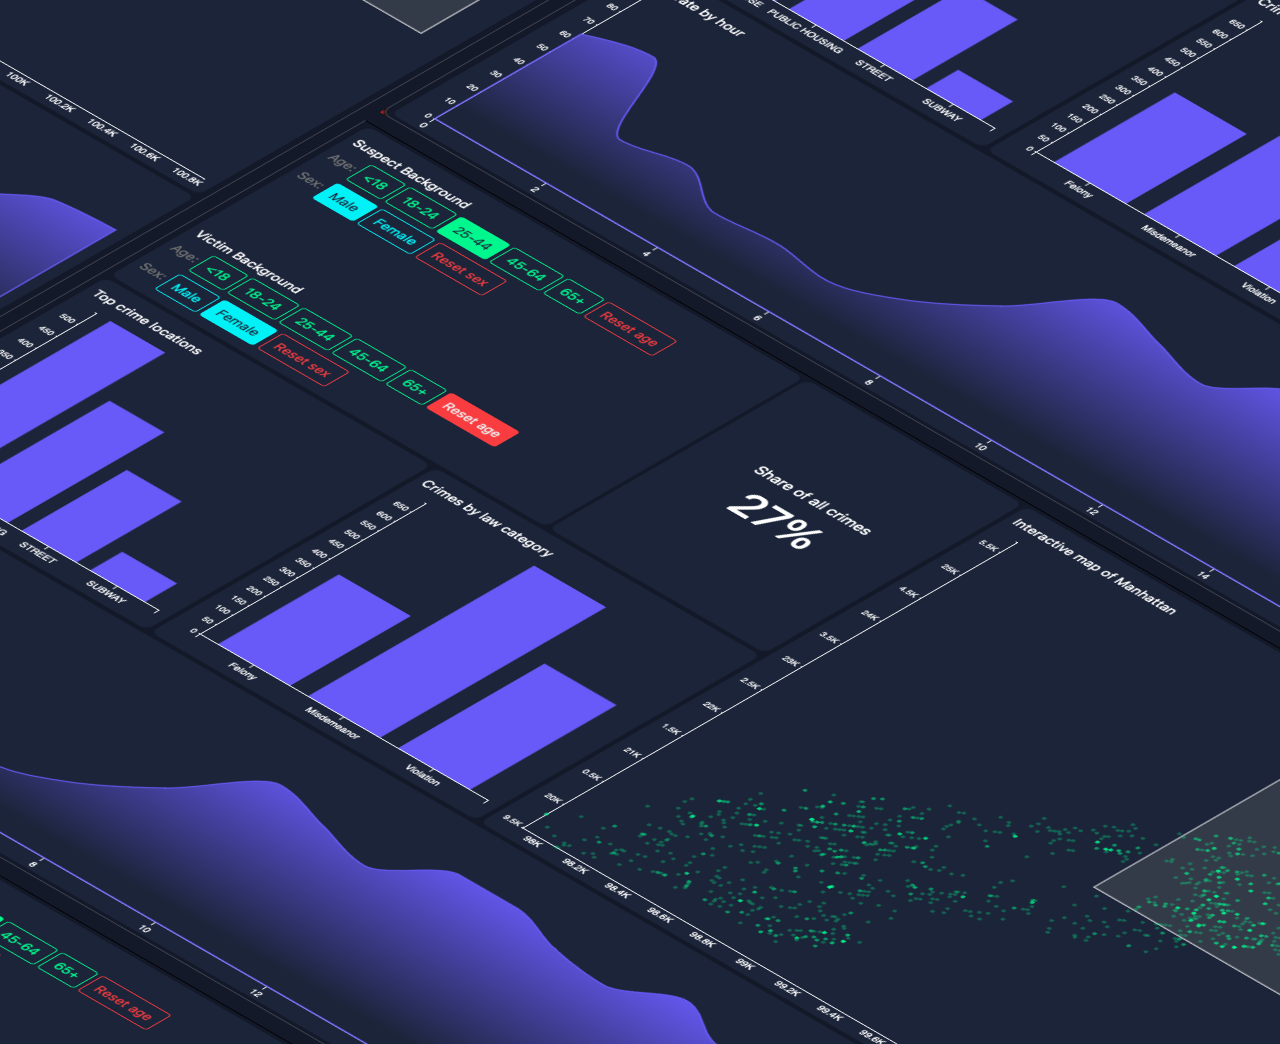 100K
100.2K
100.4K
100.6K
100.8K
80
70
60
50
40
30
20
10
0
0
2
4
6
8
10
12
14
ate by hour
PUBLIC HOUSING
STREET
SUBWAY
650
600
550
500
450
400
350
300
250
200
150
100
50
0
Felony
Misdemeanor
Violation
Suspect Background
Age: <18 18-24 25-44 45-64 65+ Reset age
Sex: Male Female Reset sex
Victim Background
Age: <18 18-24 25-44 45-64 65+ Reset age
Sex: Male Female Reset sex
Top crime locations
500
450
400
350
STREET
SUBWAY
Share of all crimes
27%
Crimes by law category
650
600
550
500
450
400
350
300
250
200
150
100
50
0
Felony
Misdemeanor
Violation
Interactive map of Manhattan
5.5K
25K
4.5K
24K
3.5K
23K
2.5K
22K
1.5K
21K
0.5K
20K
9.5K
98K
98.2K
98.4K
98.6K
98.8K
99K
99.2K
99.4K
99.6K
8
10
12
45-64 65+ Reset age